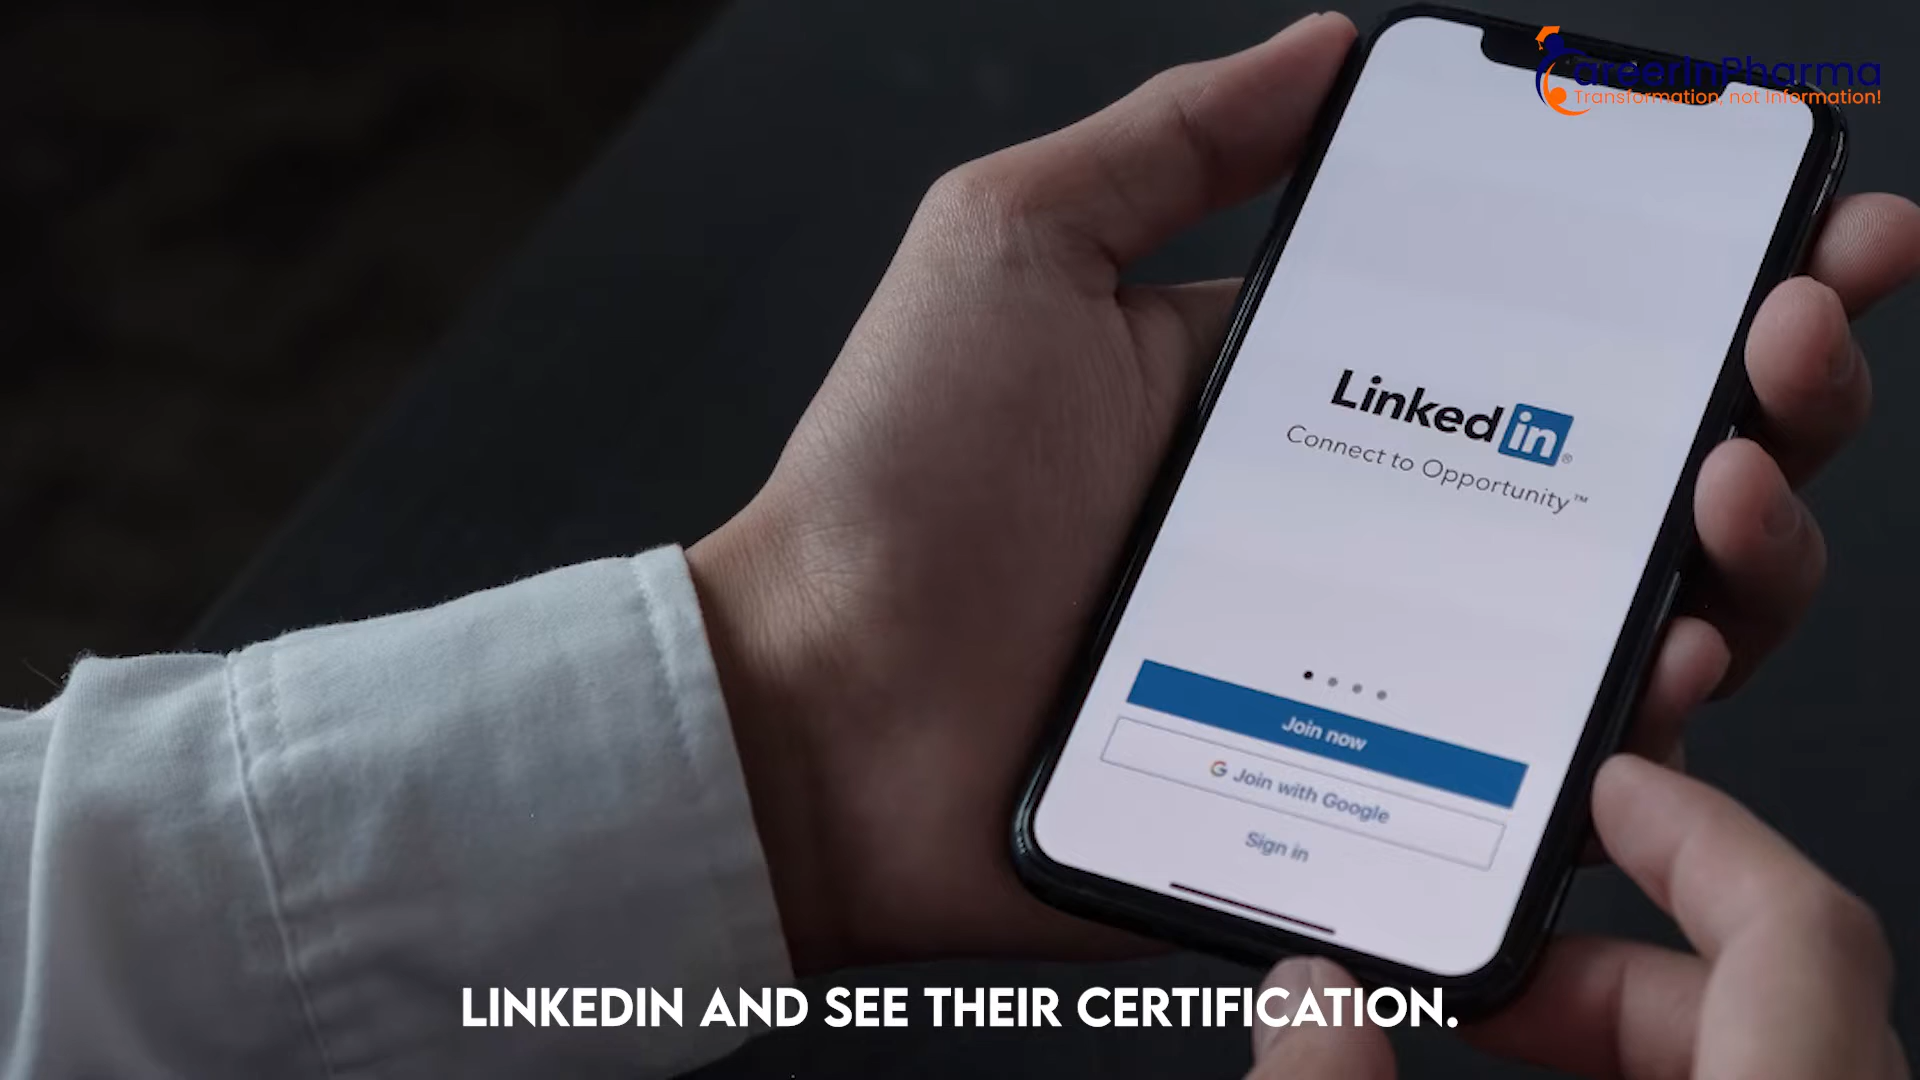 CareerInPharma
Transformation, not Information!
Linked in®
Connect to Opportunity™
Join now
G Join with Google
Sign in
LINKEDIN AND SEE THEIR CERTIFICATION.